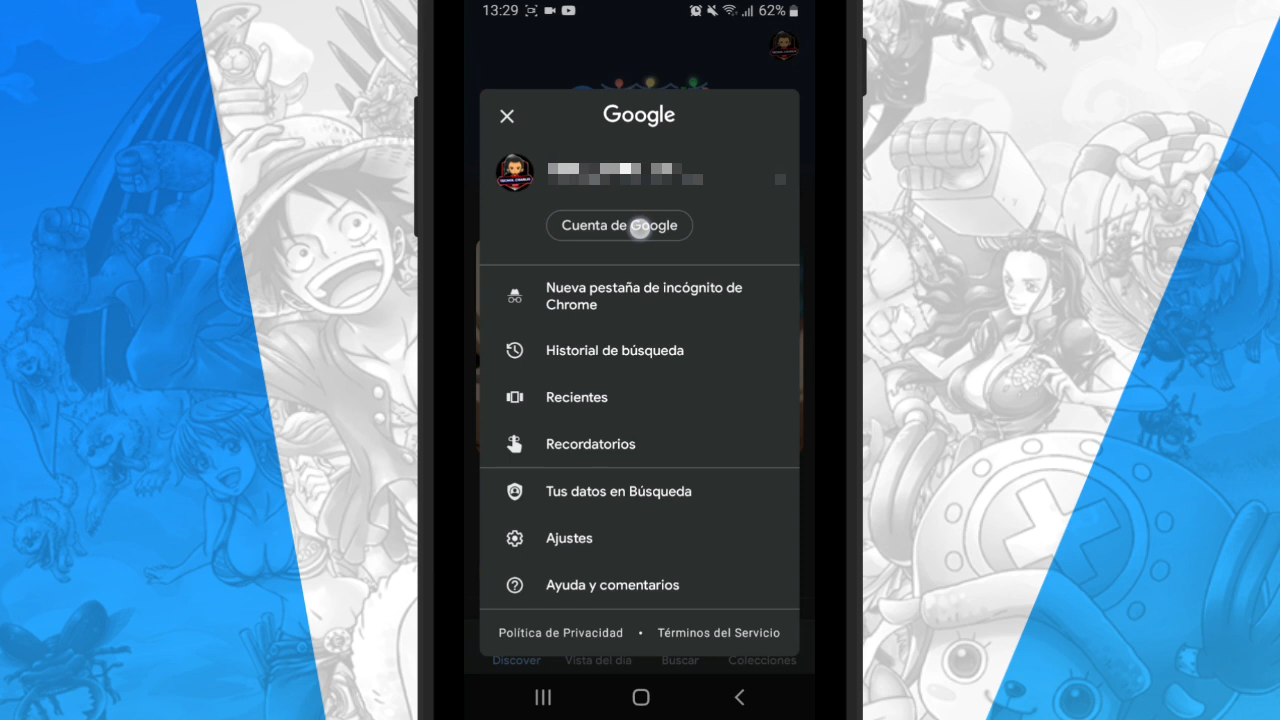 13:29
62%
Google
Cuenta de Google
Nueva pestaña de incógnito de
Chrome
Historial de búsqueda
Recientes
Recordatorios
Tus datos en Búsqueda
Ajustes
Ayuda y comentarios
Política de Privacidad • Términos del Servicio
Discover Vista del día Buscar Colecciones